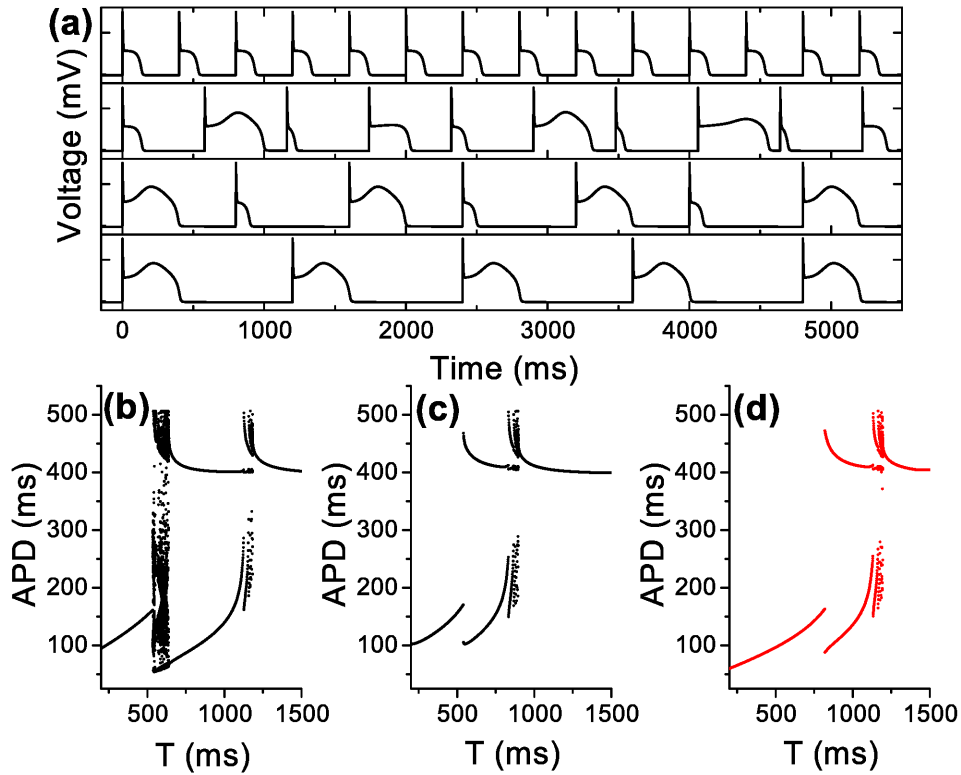 (a)
Voltage (mV)
0 1000 2000 3000 4000 5000
Time (ms)
(b) (c) (d)
500 500 500
400 400 400
300 300 300
200 200 200
100 100 100
APD (ms) APD (ms) APD (ms)
500 1000 1500 500 1000 1500 500 1000 1500
T (ms) T (ms) T (ms)